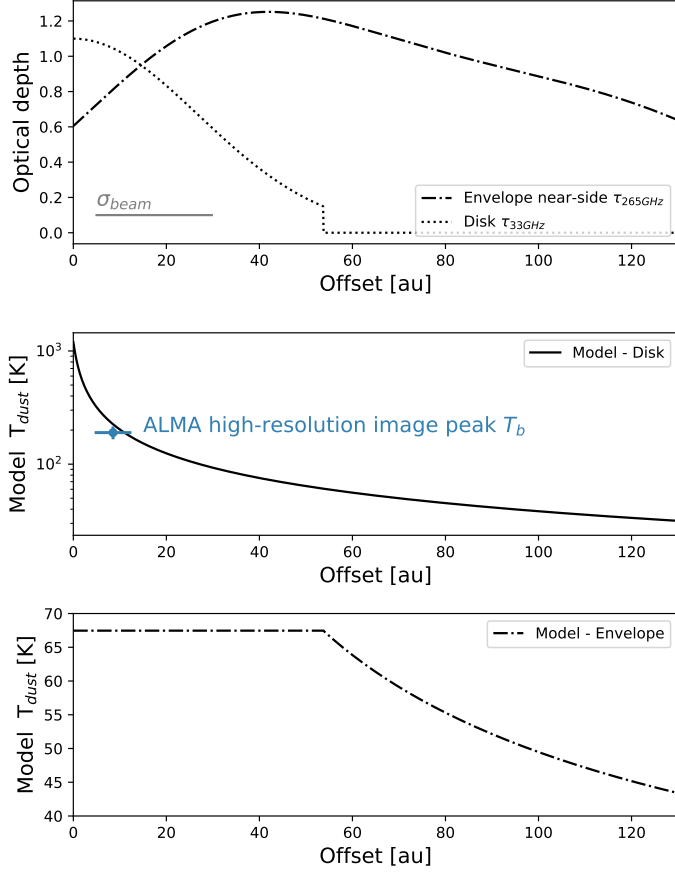 Optical depth
1.2
1.0
0.8
0.6
0.4
0.2
0.0
σbeam
Envelope near-side τ265GHz
Disk τ33GHz
0 20 40 60 80 100 120
Offset [au]
Model Tdust [K]
10³
10²
Model - Disk
ALMA high-resolution image peak Tb
0 20 40 60 80 100 120
Offset [au]
Model Tdust [K]
70
65
60
55
50
45
40
Model - Envelope
0 20 40 60 80 100 120
Offset [au]